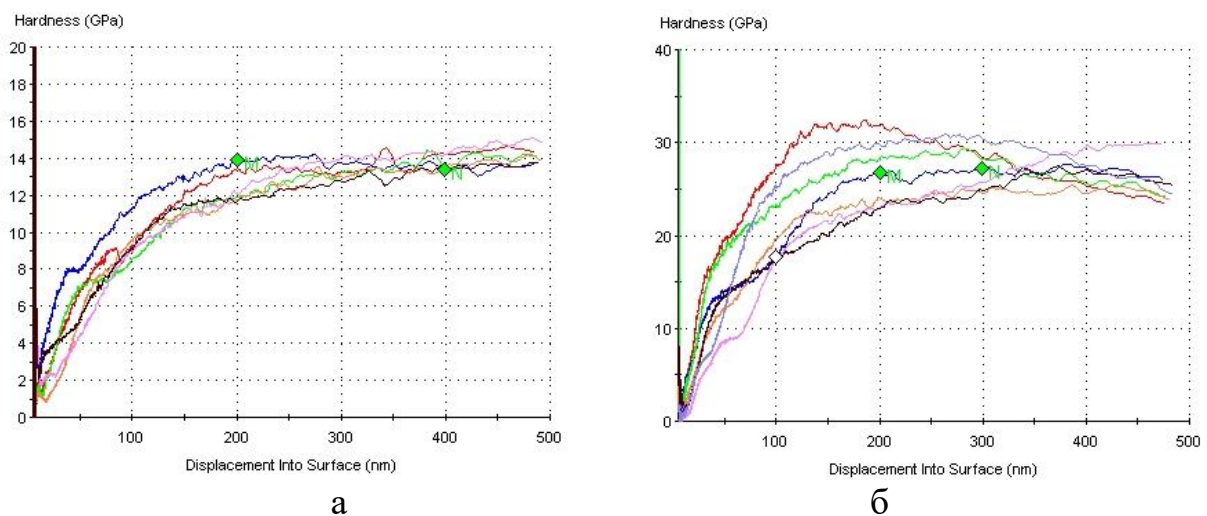 Hardness (GPa)
20
18
16
14
12
10
8
6
4
2
0
M
N
100
200
300
400
500
Displacement Into Surface (nm)
а
Hardness (GPa)
40
30
20
10
0
M
N
100
200
300
400
500
Displacement Into Surface (nm)
б